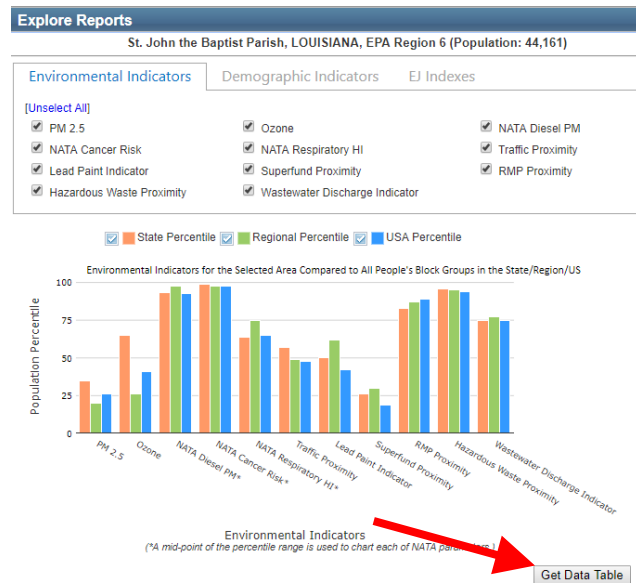 Explore Reports
St. John the Baptist Parish, LOUISIANA, EPA Region 6 (Population: 44,161)
Environmental Indicators Demographic Indicators EJ Indexes
[Unselect All]
PM 2.5 Ozone NATA Diesel PM
NATA Cancer Risk NATA Respiratory HI Traffic Proximity
Lead Paint Indicator Superfund Proximity RMP Proximity
Hazardous Waste Proximity Wastewater Discharge Indicator
State Percentile Regional Percentile USA Percentile
Environmental Indicators for the Selected Area Compared to All People's Block Groups in the State/Region/US
Population Percentile
100
75
50
25
0
PM 2.5
Ozone
NATA Diesel PM*
NATA Cancer Risk*
NATA Respiratory HI*
Traffic Proximity
Lead Paint Indicator
Superfund Proximity
RMP Proximity
Hazardous Waste Proximity
Wastewater Discharge Indicator
Environmental Indicators
(*A mid-point of the percentile range is used to chart each of NATA )
Get Data Table